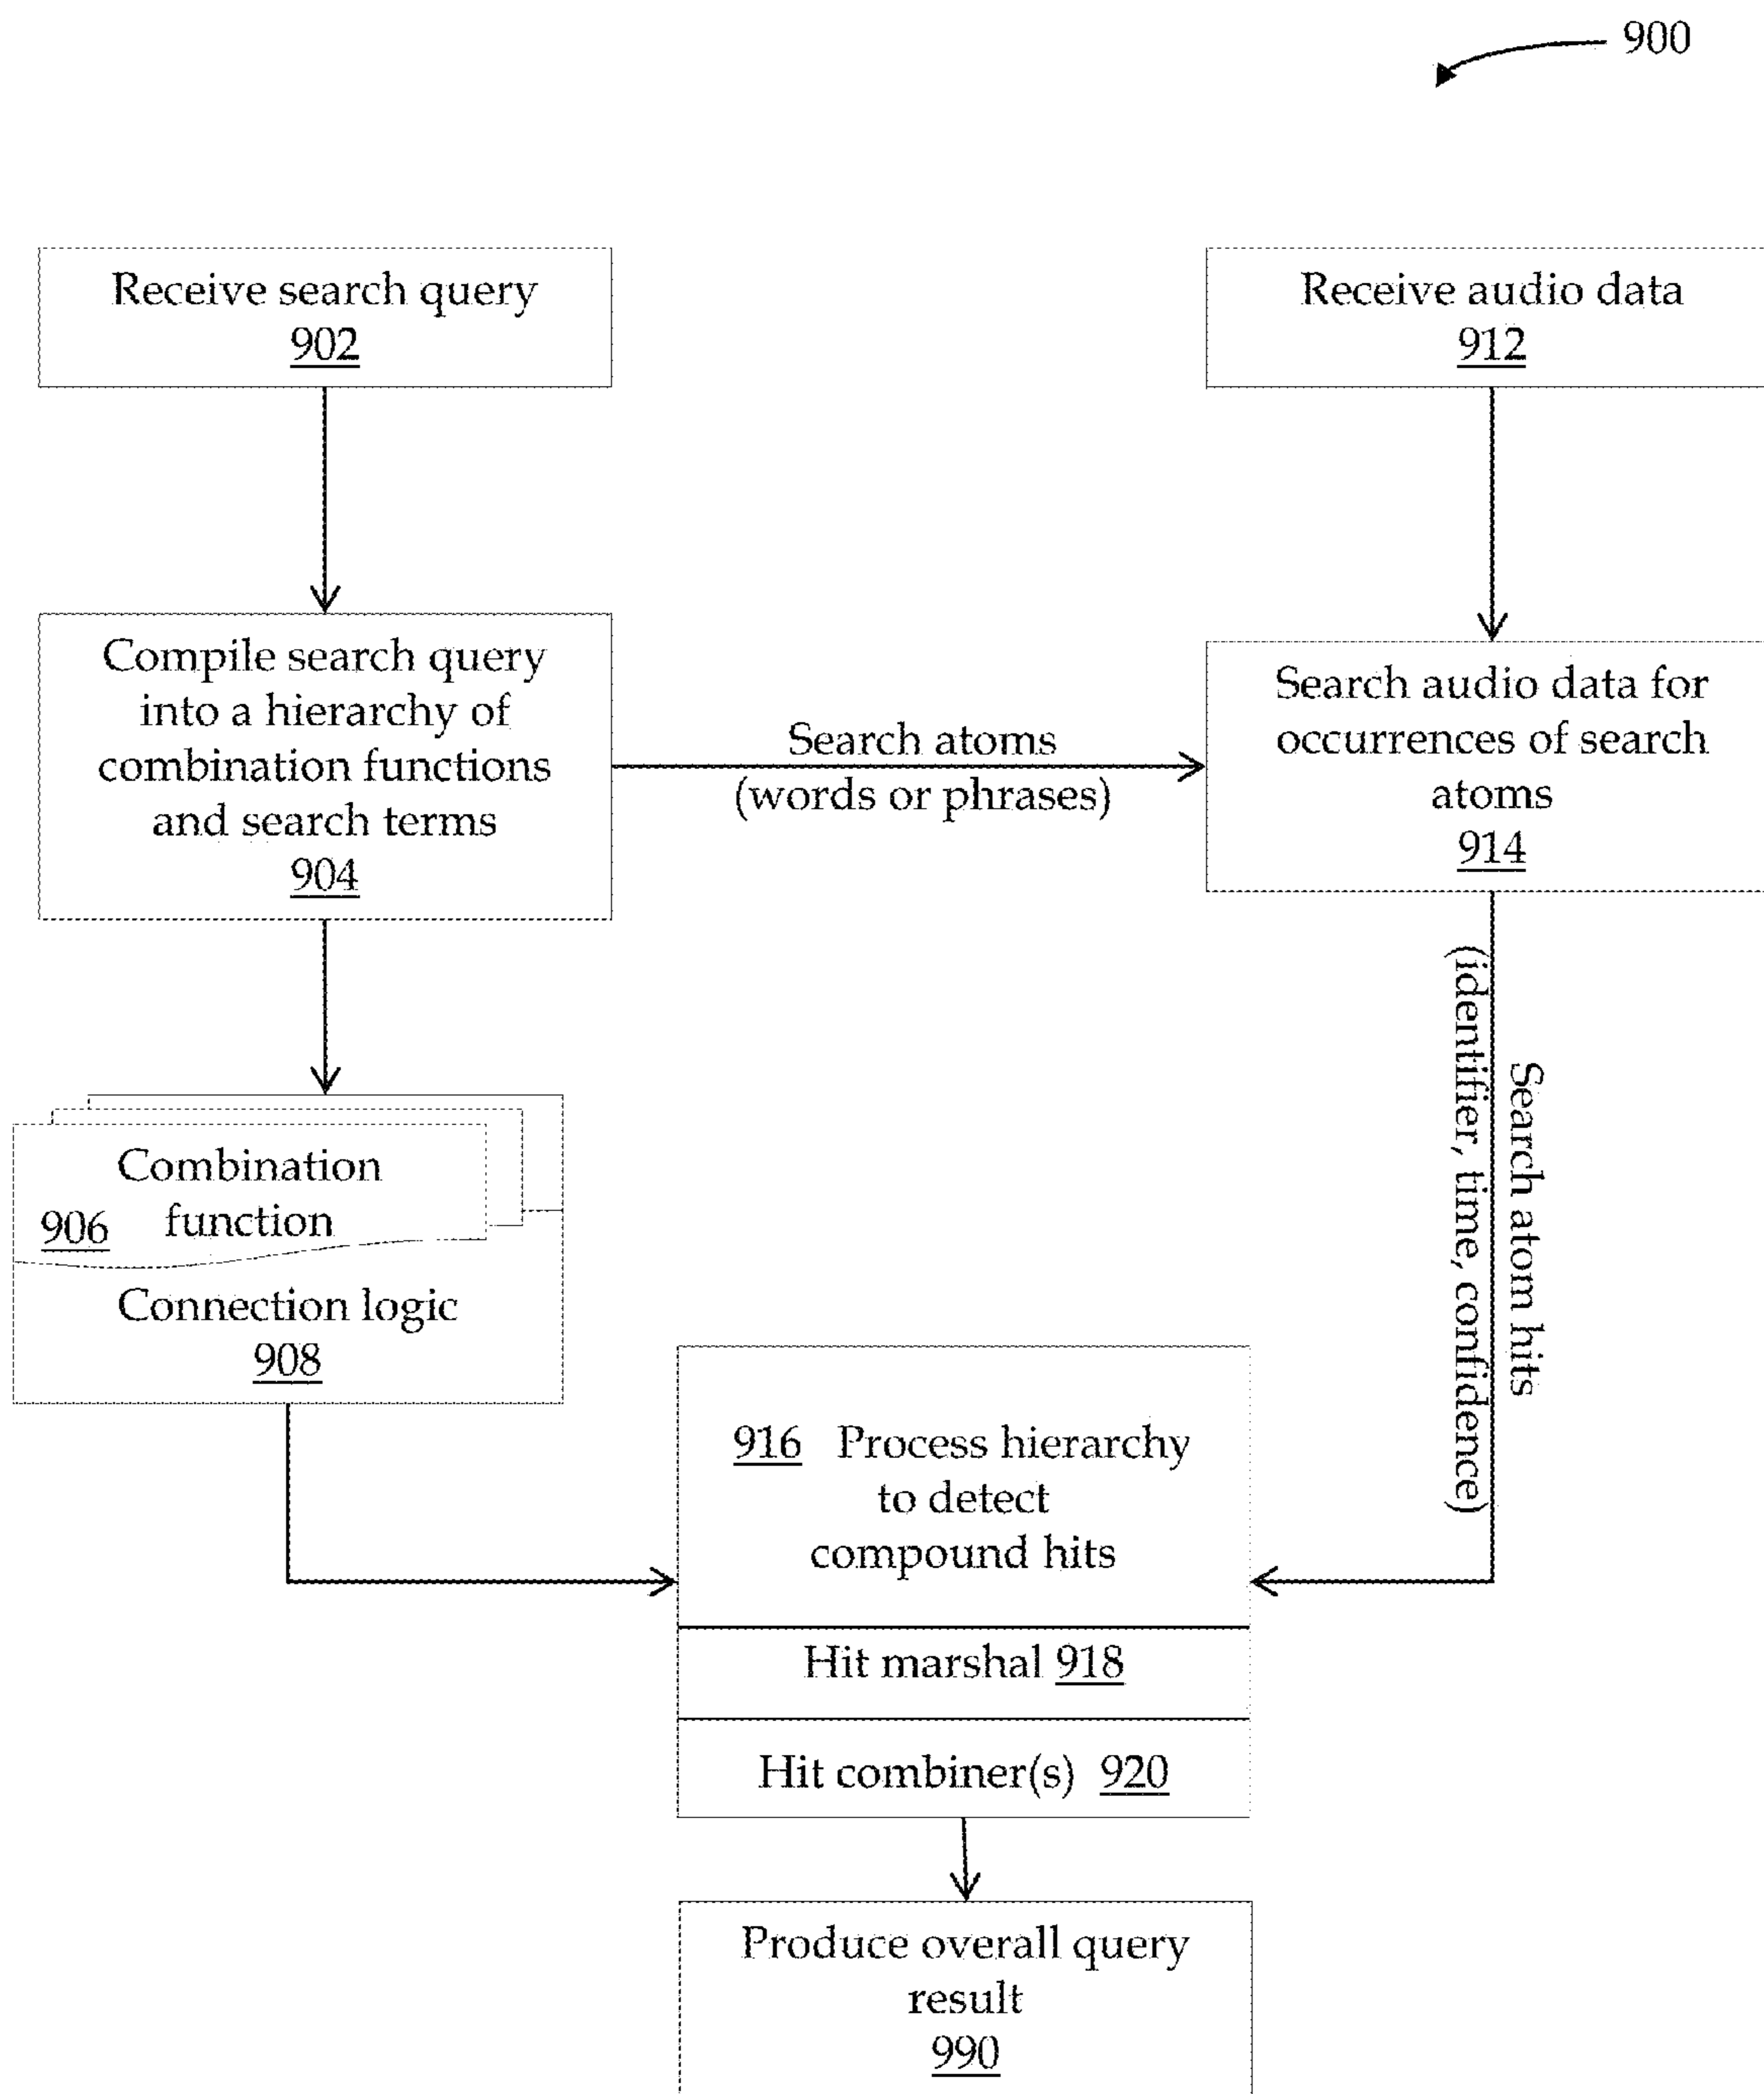 900
Receive search query
902
Receive audio data
912
Compile search query
into a hierarchy of
combination functions
and search terms
904
Search atoms
(words or phrases)
Search audio data for
occurrences of search
atoms
914
Search atom hits
(identifier, time, confidence)
Combination
906 function
Connection logic
908
916 Process hierarchy
to detect
compound hits
Hit marshal 918
Hit combiner(s) 920
Produce overall query
result
990